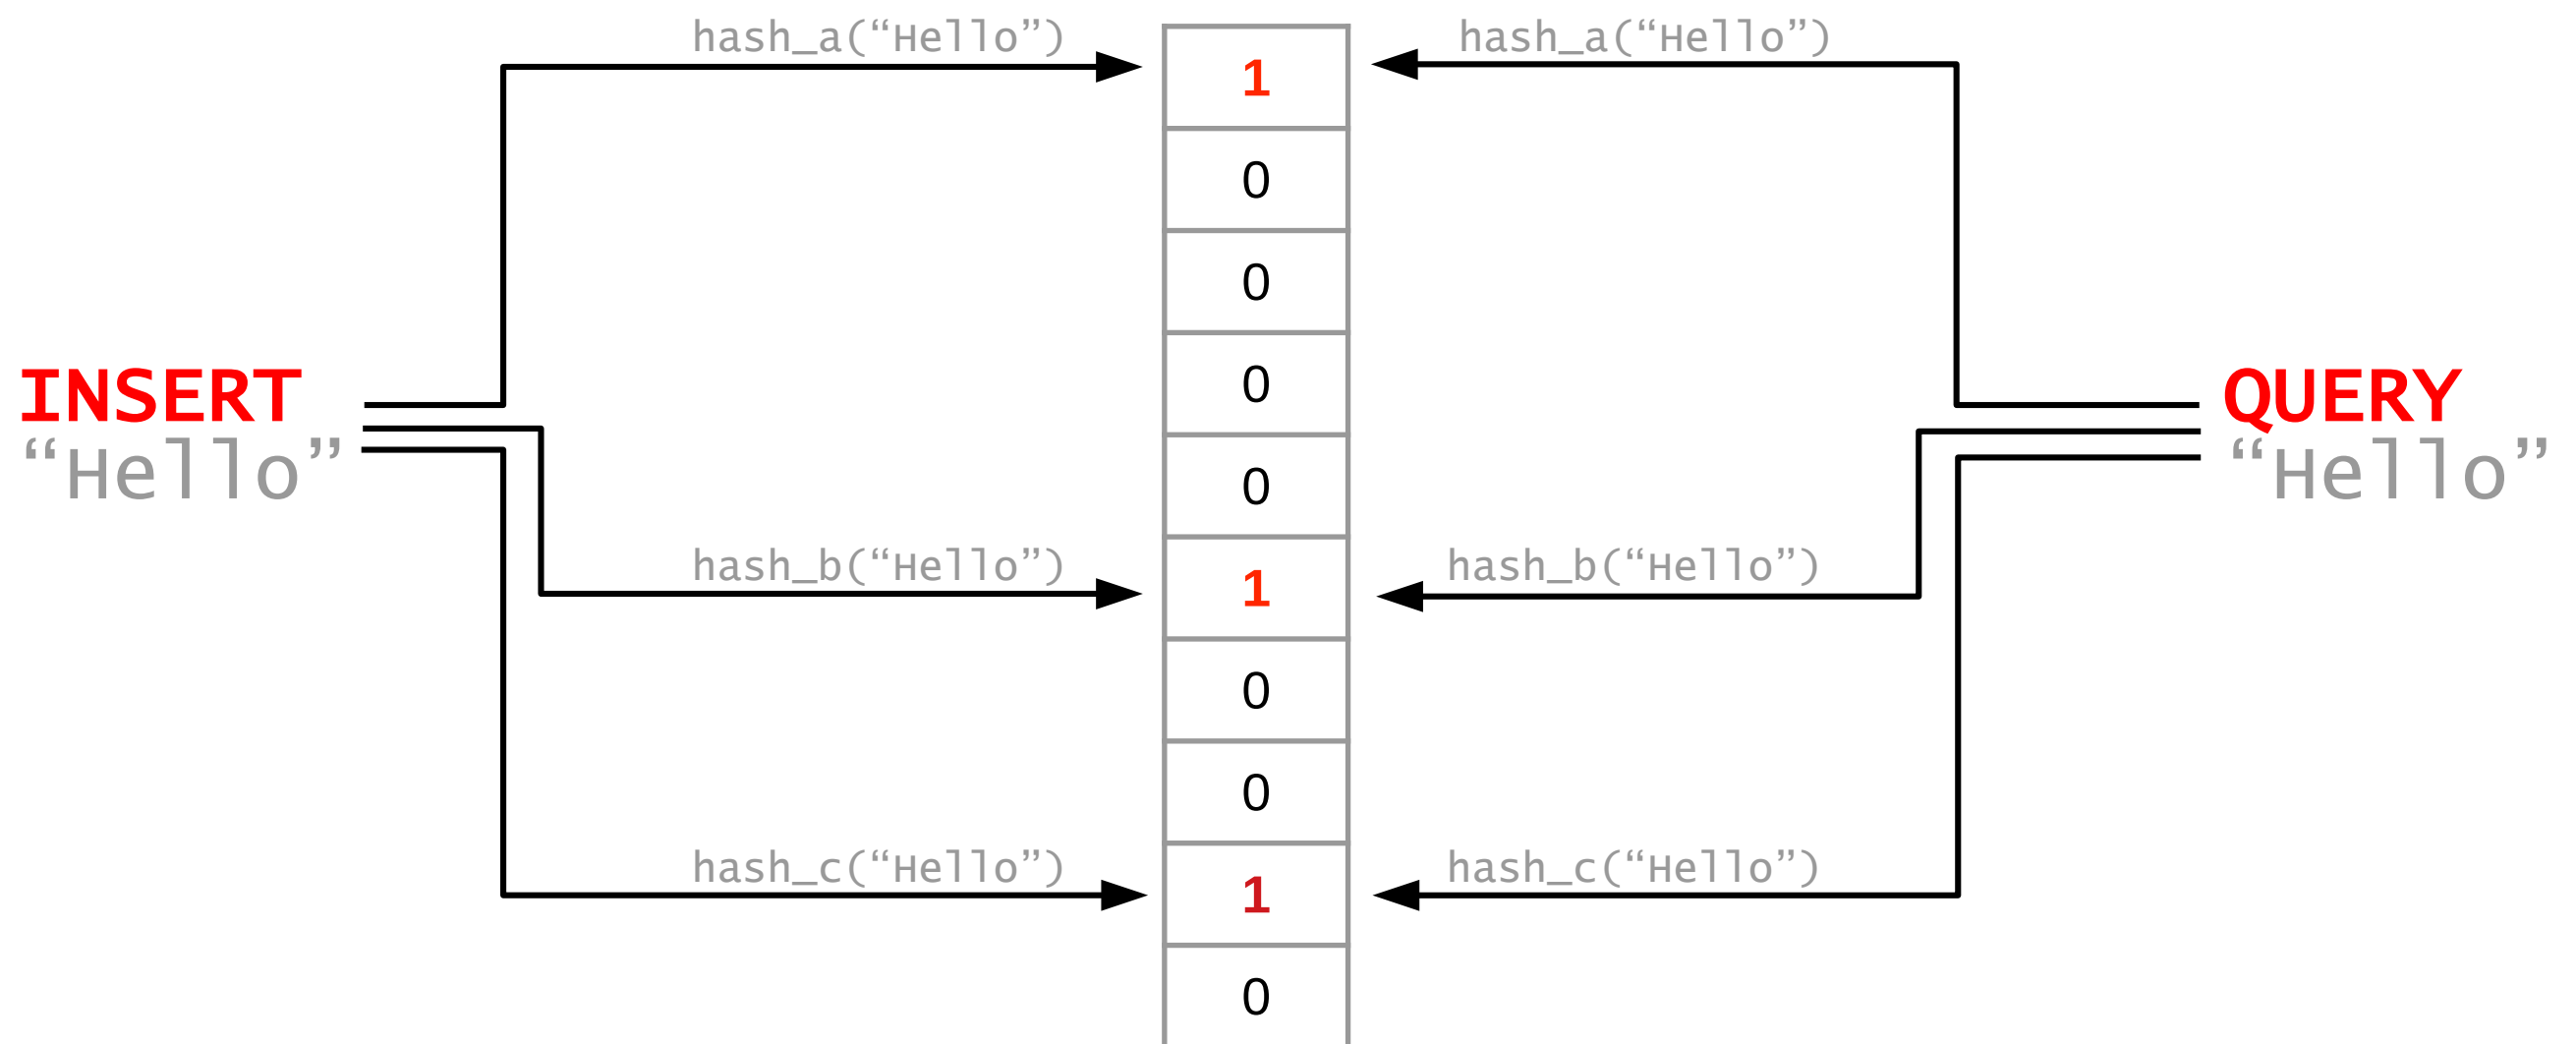 hash_a(“Hello”)
hash_a(“Hello”)
1
0
0
0
INSERT
“Hello”
QUERY
“Hello”
0
hash_b(“Hello”)
1
hash_b(“Hello”)
0
0
hash_c(“Hello”)
1
hash_c(“Hello”)
0